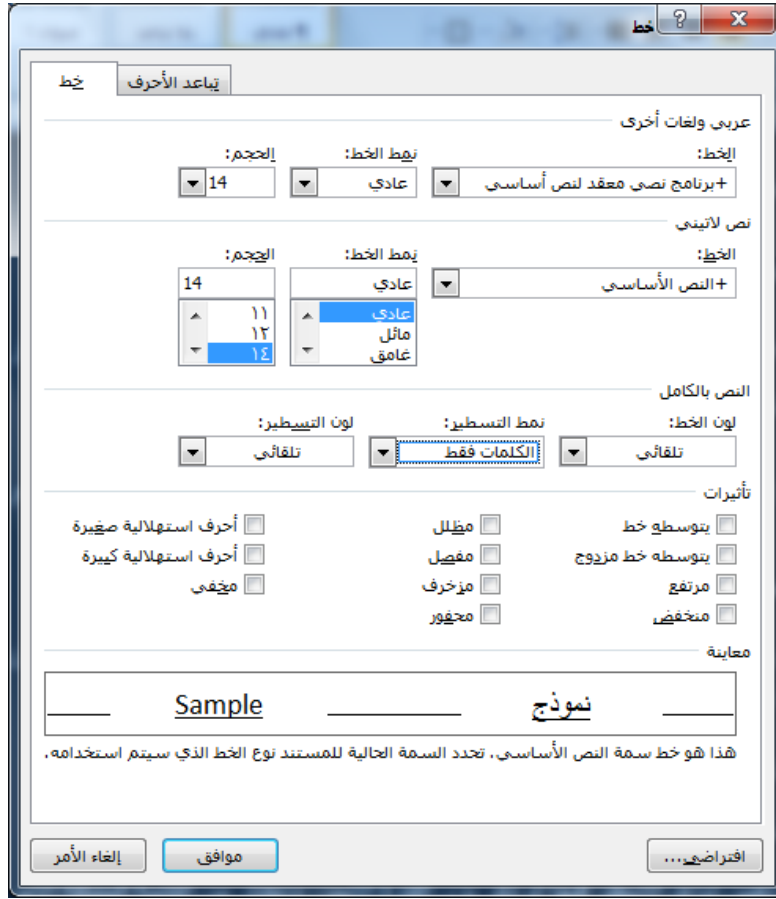 خط
خط تباعد الأحرف
عربي ولغات أخرى
الخط: نمط الخط: الحجم:
+برنامج نصي معقد لنص أساسي عادي 14
نص لاتيني
الخط: نمط الخط: الحجم:
+النص الأساسي عادي 14
عادي ١١
مائل ١٢
غامق ١٤
النص بالكامل
لون الخط: نمط التسطير: لون التسطير:
تلقائي الكلمات فقط تلقائي
تأثيرات
يتوسطه خط مظلل أحرف استهلالية صغيرة
يتوسطه خط مزدوج مفصل أحرف استهلالية كبيرة
مرتفع مزخرف مخفي
منخفض محفور
معاينة
نموذج Sample
هذا هو خط سمة النص الأساسي. تحدد السمة الحالية للمستند نوع الخط الذي سيتم استخدامه.
افتراضي... موافق إلغاء الأمر